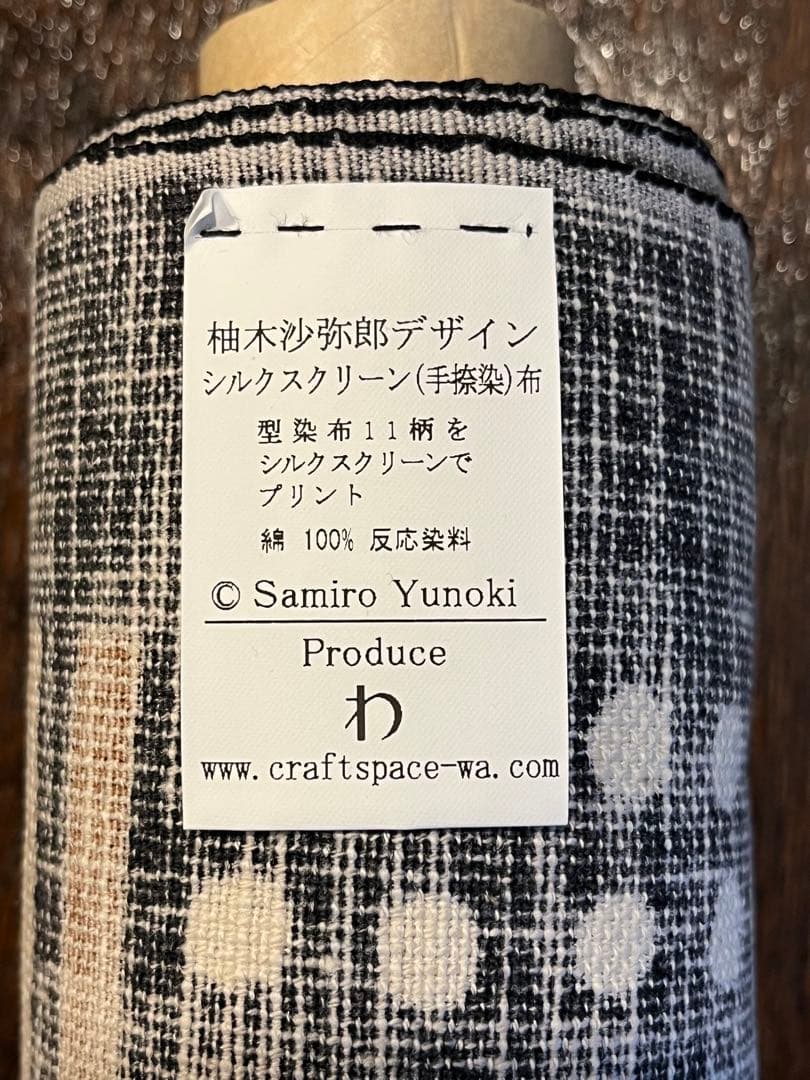 柚木沙弥郎デザイン
シルクスクリーン(手捺染)布
型染布11柄を
シルクスクリーンで
プリント
綿 100% 反応染料
© Samiro Yunoki
Produce
わ
www.craftspace-wa.com